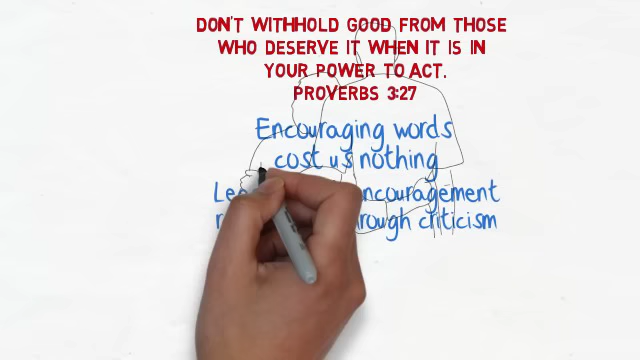 DON'T WITHHOLD GOOD FROM THOSE
WHO DESERVE IT WHEN IT IS IN
YOUR POWER TO ACT.
PROVERBS 3:27
Encouraging words
cost us nothing
criticism